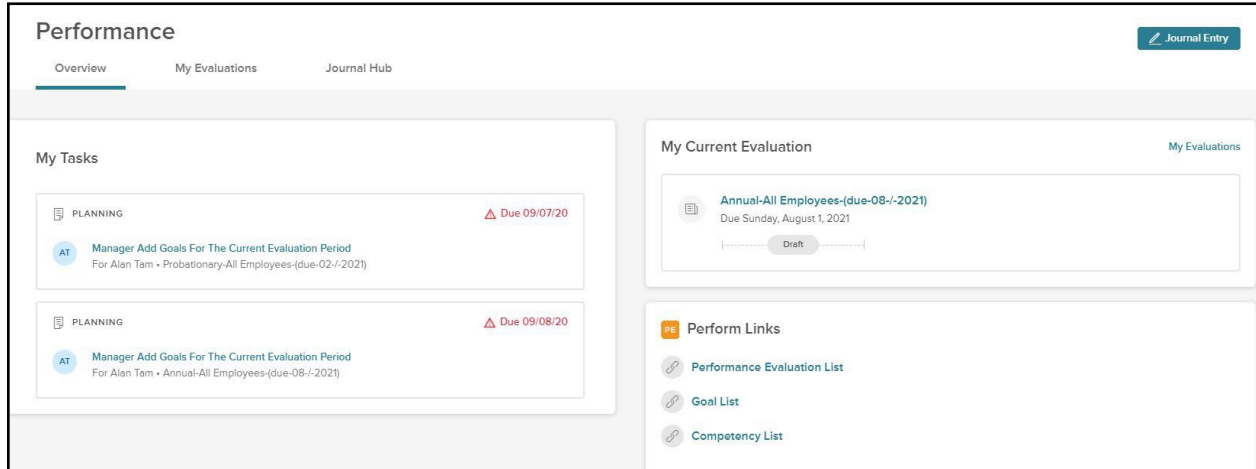 Performance
Journal Entry
Overview
My Evaluations
Journal Hub
My Tasks
PLANNING
Due 09/07/20
AT
Manager Add Goals For The Current Evaluation Period
For Alan Tam • Probationary-All Employees-(due-02-/-2021)
PLANNING
Due 09/08/20
AT
Manager Add Goals For The Current Evaluation Period
For Alan Tam • Annual-All Employees-(due-08-/-2021)
My Current Evaluation
My Evaluations
Annual-All Employees-(due-08-/-2021)
Due Sunday, August 1, 2021
Draft
PE
Perform Links
Performance Evaluation List
Goal List
Competency List